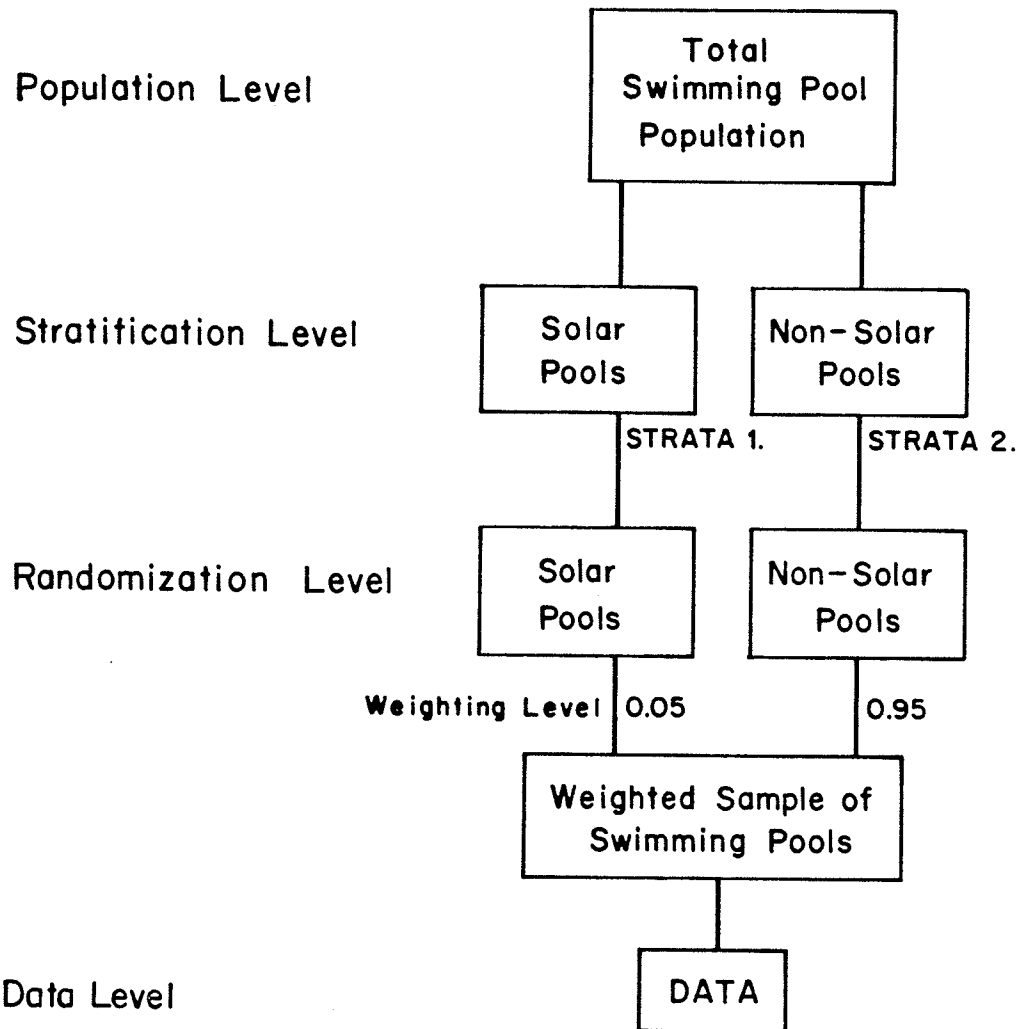 Population Level
Total
Swimming Pool
Population
Stratification Level
Solar
Pools
Non-Solar
Pools
STRATA 1.
STRATA 2.
Randomization Level
Solar
Pools
Non-Solar
Pools
Weighting Level
0.05
0.95
Weighted Sample of
Swimming Pools
Data Level
DATA